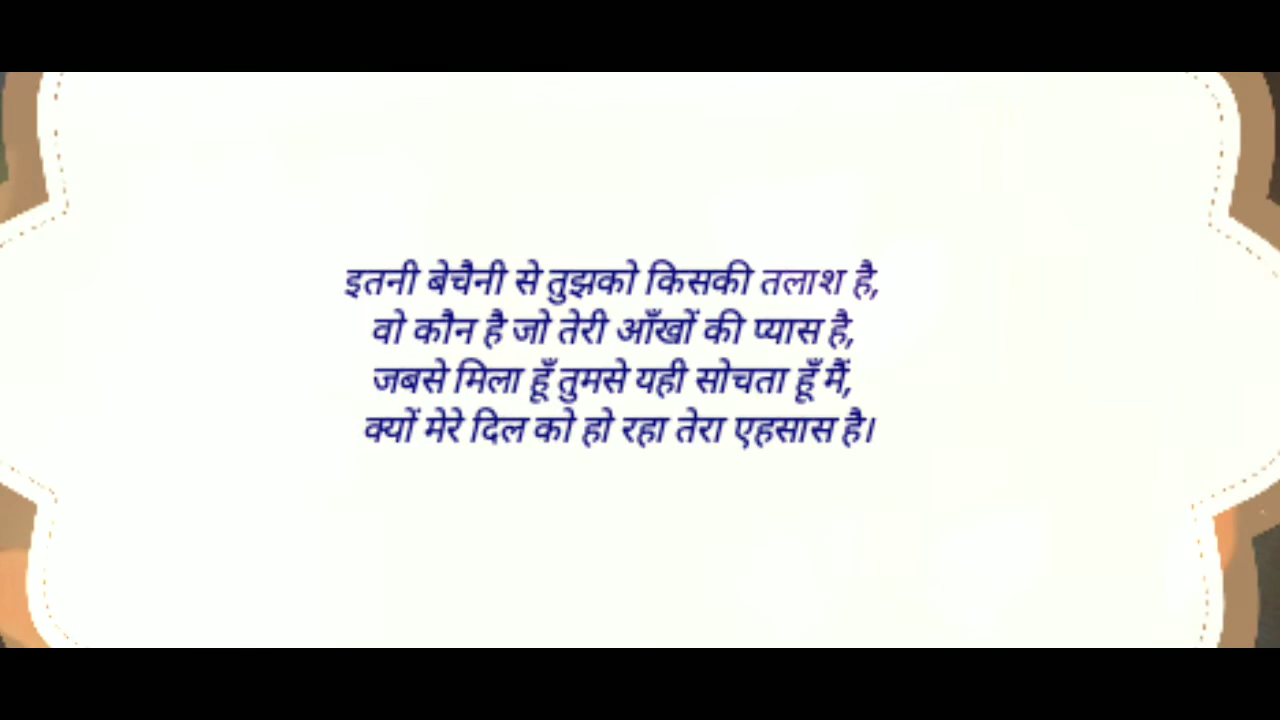 इतनी बेचैनी से तुझको किसकी तलाश है,
वो कौन है जो तेरी आँखों की प्यास है,
जबसे मिला हूँ तुमसे यही सोचता हूँ मैं,
क्यों मेरे दिल को हो रहा तेरा एहसास है।